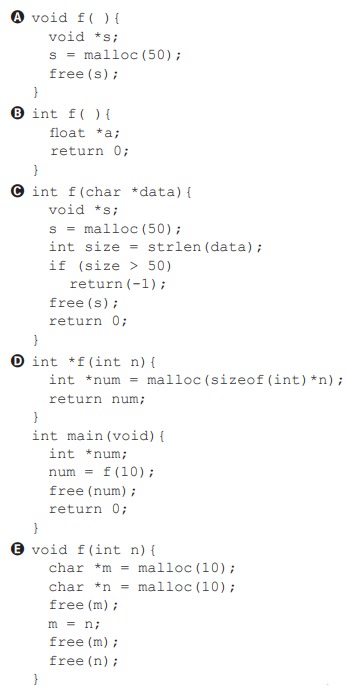 A void f( ){
void *s;
s = malloc(50);
free(s);
}
B int f( ){
float *a;
return 0;
}
C int f(char *data){
void *s;
s = malloc(50);
int size = strlen(data);
if (size > 50)
return(-1);
free(s);
return 0;
}
D int *f(int n){
int *num = malloc(sizeof(int)*n);
return num;
}
int main(void){
int *num;
num = f(10);
free(num);
return 0;
}
E void f(int n){
char *m = malloc(10);
char *n = malloc(10);
free(m);
m = n;
free(m);
free(n);
}